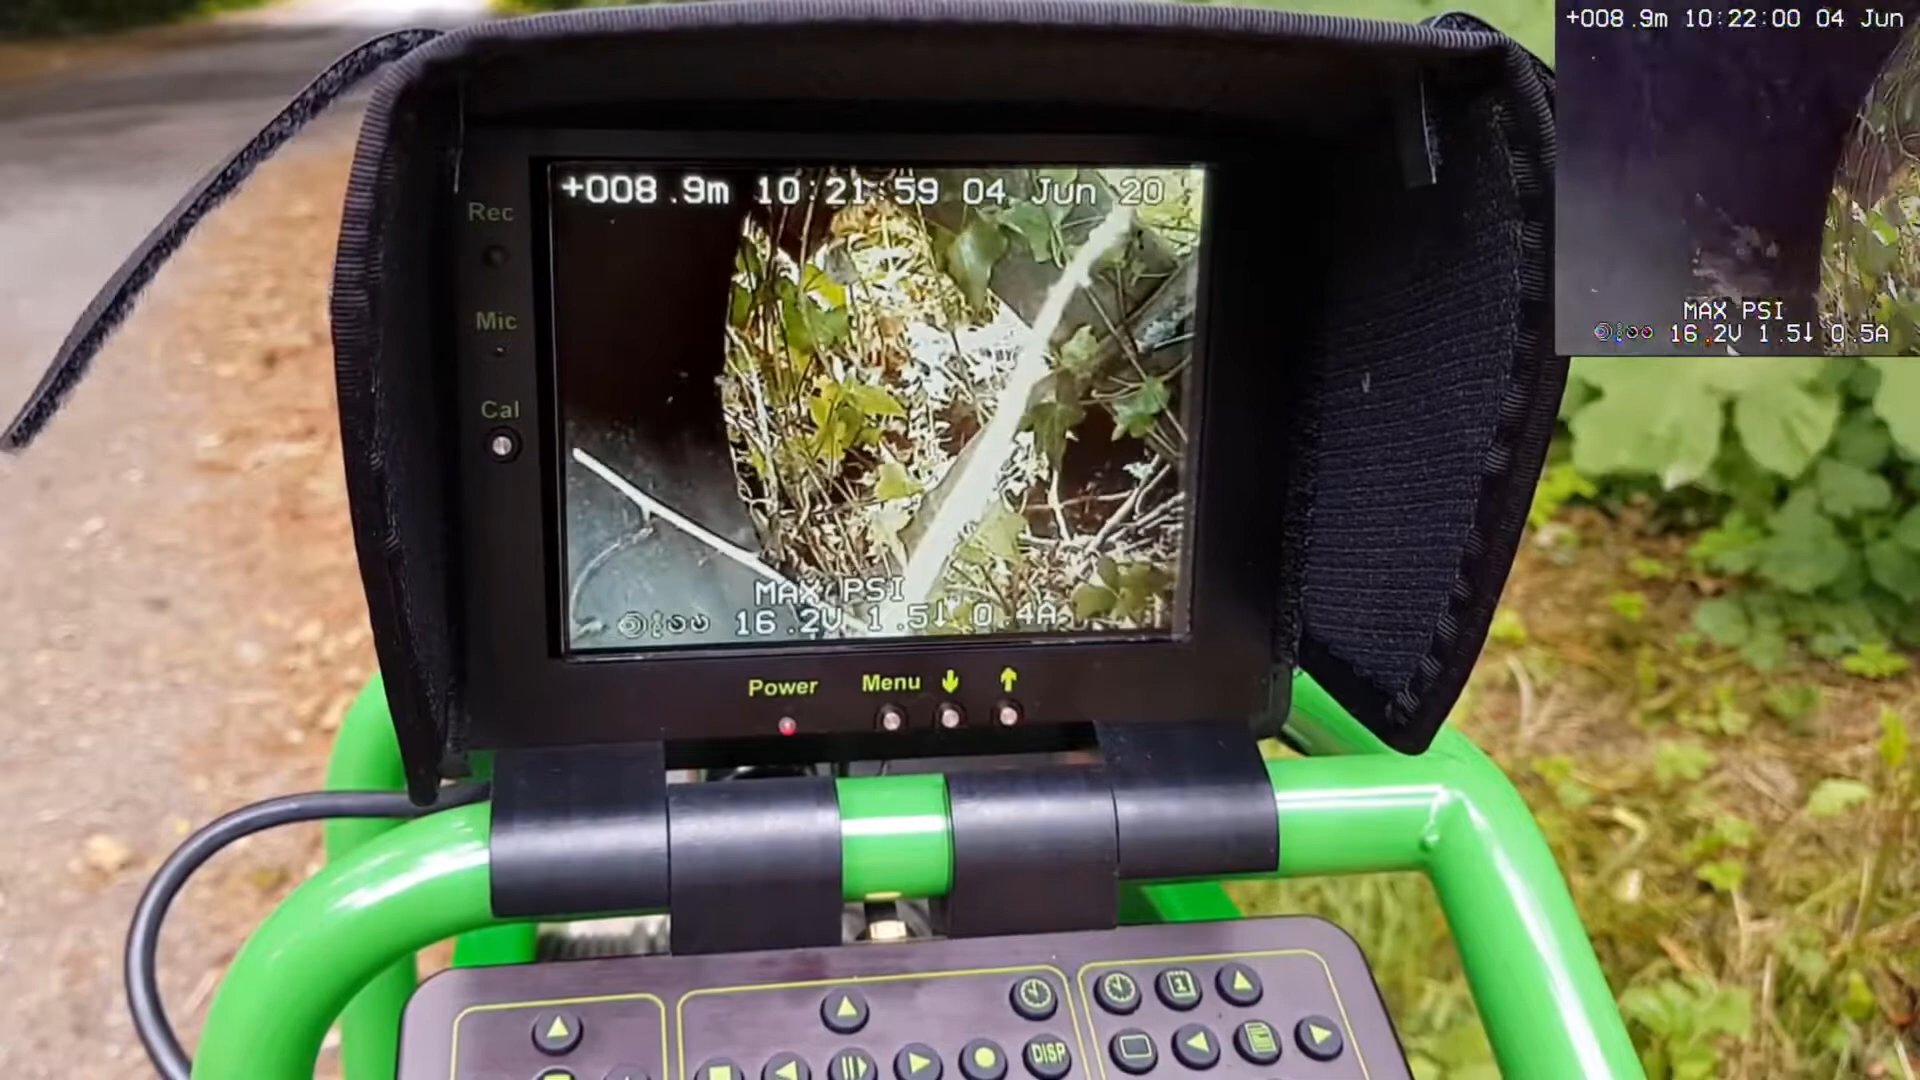 +008.9m 10:22:00 04 Jun
MAX PSI
16.2V 1.5↓ 0.5A
+008.9m 10:21:59 04 Jun 20
Rec
Mic
Cal
MAX PSI
16.2V 1.5↓ 0.4A
Power Menu
1
DISP